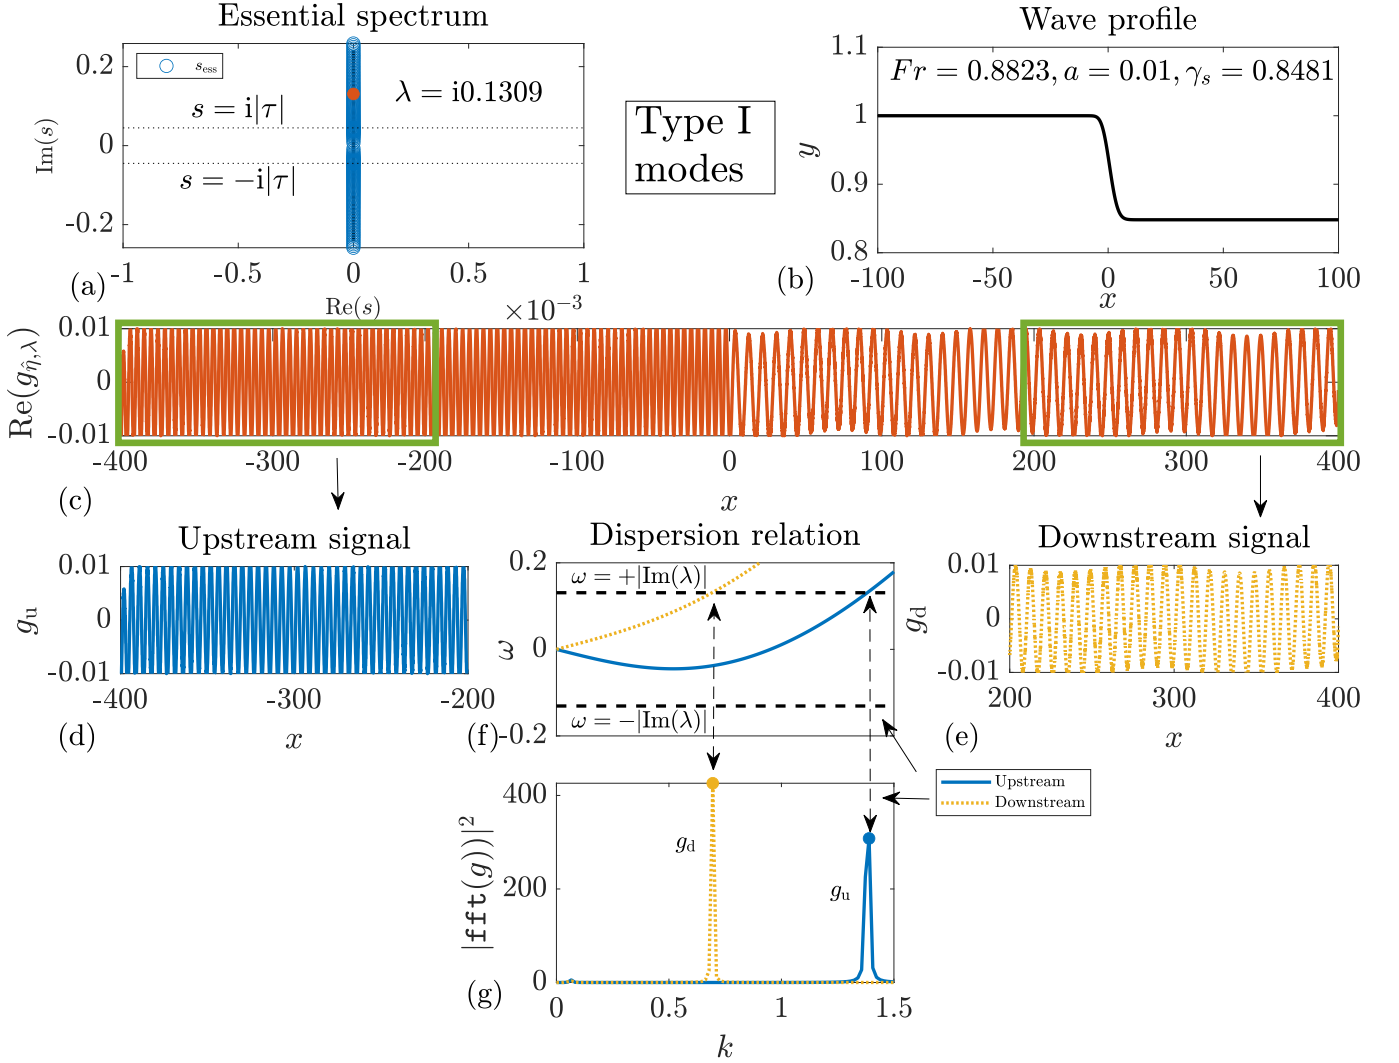 Essential spectrum
0.2
0
-0.2
Im(s)
s_ess
λ = i0.1309
s = i|τ|
s = −i|τ|
-1 -0.5 0 0.5 1
Re(s)
×10⁻³
(a)
Type I
modes
Wave profile
1.1
1
0.9
0.8
y
Fr = 0.8823, a = 0.01, γ_s = 0.8481
-100 -50 0 50 100
x
(b)
0.01
0
-0.01
Re(g_η̂,λ)
-400 -300 -200 -100 0 100 200 300 400
x
(c)
Upstream signal
0.01
0
-0.01
g_u
-400 -300 -200
x
(d)
Dispersion relation
0.2
0
-0.2
ω
ω = +|Im(λ)|
ω = −|Im(λ)|
(f)
Downstream signal
0.01
0
-0.01
g_d
200 300 400
x
(e)
Upstream
Downstream
400
200
0
|fft(g))|²
g_d
g_u
0 0.5 1 1.5
k
(g)